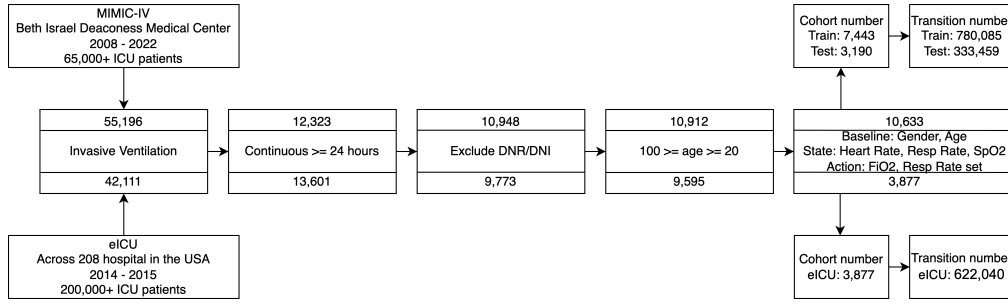 MIMIC-IV
Beth Israel Deaconess Medical Center
2008 - 2022
65,000+ ICU patients
Cohort number
Train: 7,443
Test: 3,190
Transition numbe
Train: 780,085
Test: 333,459
55,196
Invasive Ventilation
42,111
12,323
Continuous >= 24 hours
13,601
10,948
Exclude DNR/DNI
9,773
10,912
100 >= age >= 20
9,595
10,633
Baseline: Gender, Age
State: Heart Rate, Resp Rate, SpO2
Action: FiO2, Resp Rate set
3,877
eICU
Across 208 hospital in the USA
2014 - 2015
200,000+ ICU patients
Cohort number
eICU: 3,877
Transition numbe
eICU: 622,040